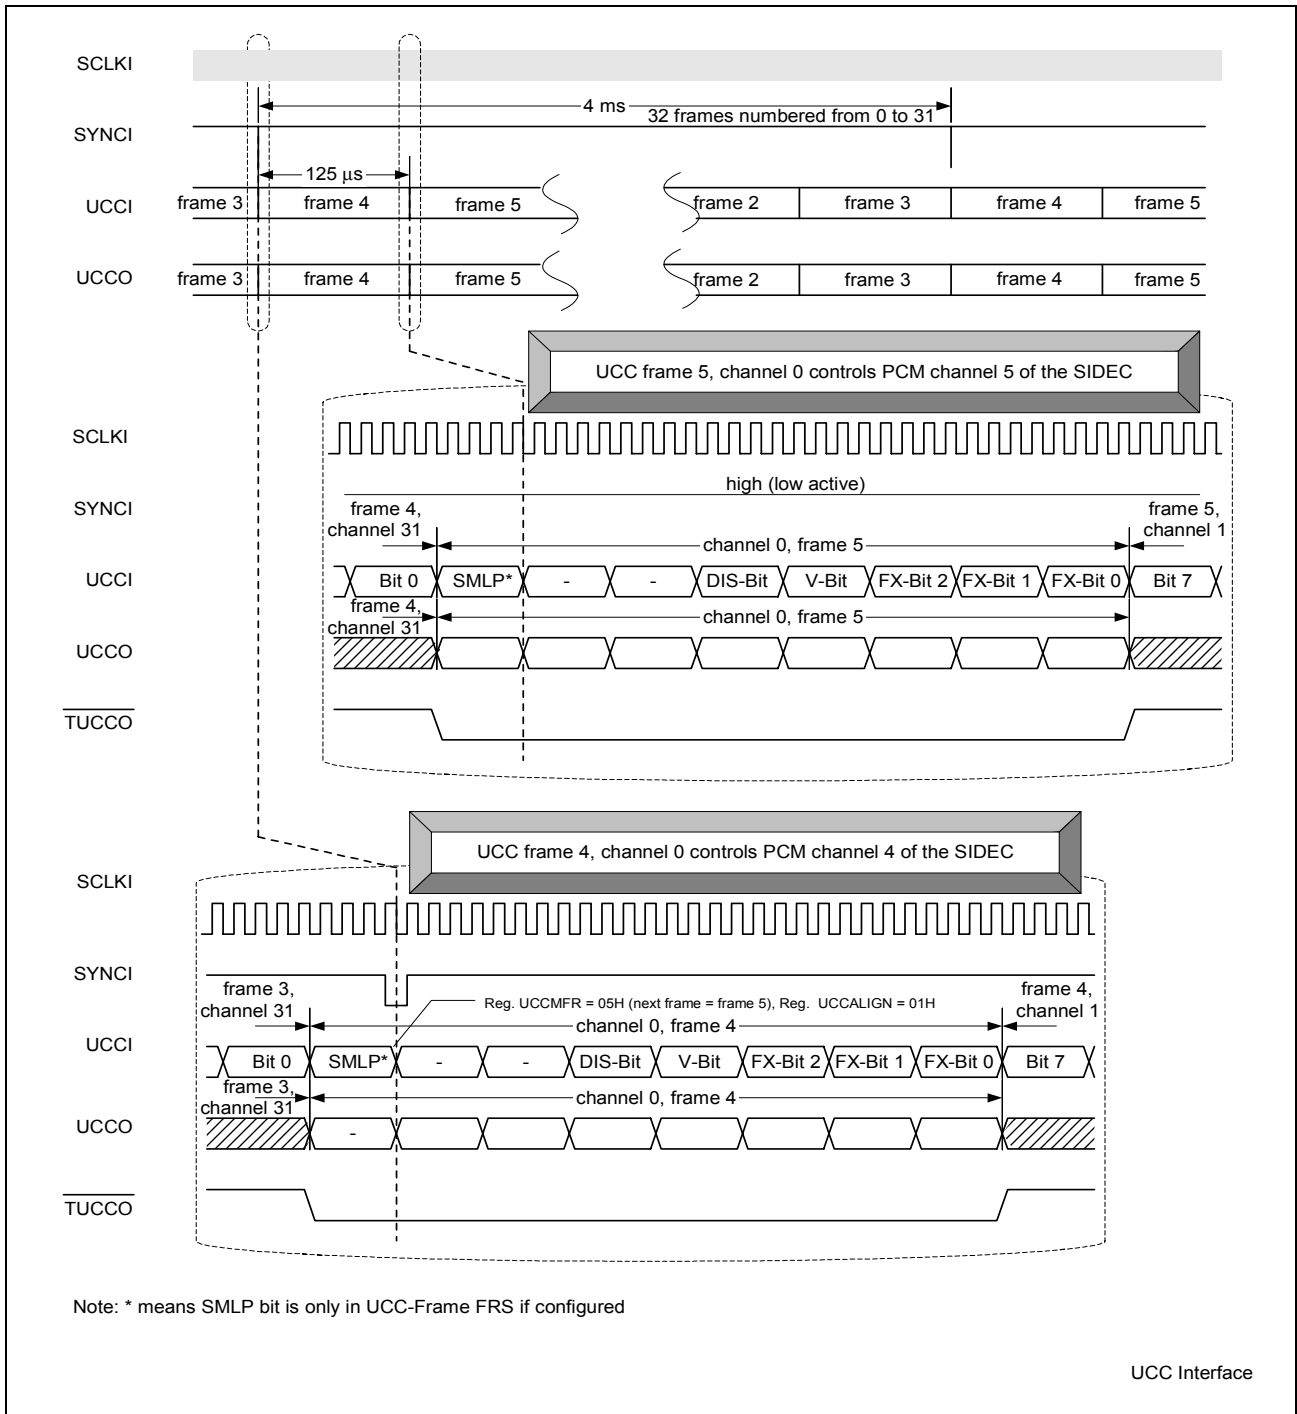 SCLKI
4 ms
32 frames numbered from 0 to 31
SYNCI
125 μs
UCCI
frame 3
frame 4
frame 5
frame 2
frame 3
frame 4
frame 5
UCCO
frame 3
frame 4
frame 5
frame 2
frame 3
frame 4
frame 5
UCC frame 5, channel 0 controls PCM channel 5 of the SIDEC
SCLKI
high (low active)
SYNCI
frame 4,
channel 31
channel 0, frame 5
frame 5,
channel 1
UCCI
Bit 0
SMLP*
-
-
DIS-Bit
V-Bit
FX-Bit 2
FX-Bit 1
FX-Bit 0
Bit 7
frame 4,
channel 31
channel 0, frame 5
UCCO
TUCCO
UCC frame 4, channel 0 controls PCM channel 4 of the SIDEC
SCLKI
SYNCI
frame 3,
channel 31
Reg. UCCMFR = 05H (next frame = frame 5), Reg. UCCALIGN = 01H
channel 0, frame 4
frame 4,
channel 1
UCCI
Bit 0
SMLP*
-
-
DIS-Bit
V-Bit
FX-Bit 2
FX-Bit 1
FX-Bit 0
Bit 7
frame 3,
channel 31
channel 0, frame 4
UCCO
-
TUCCO
Note: * means SMLP bit is only in UCC-Frame FRS if configured
UCC Interface